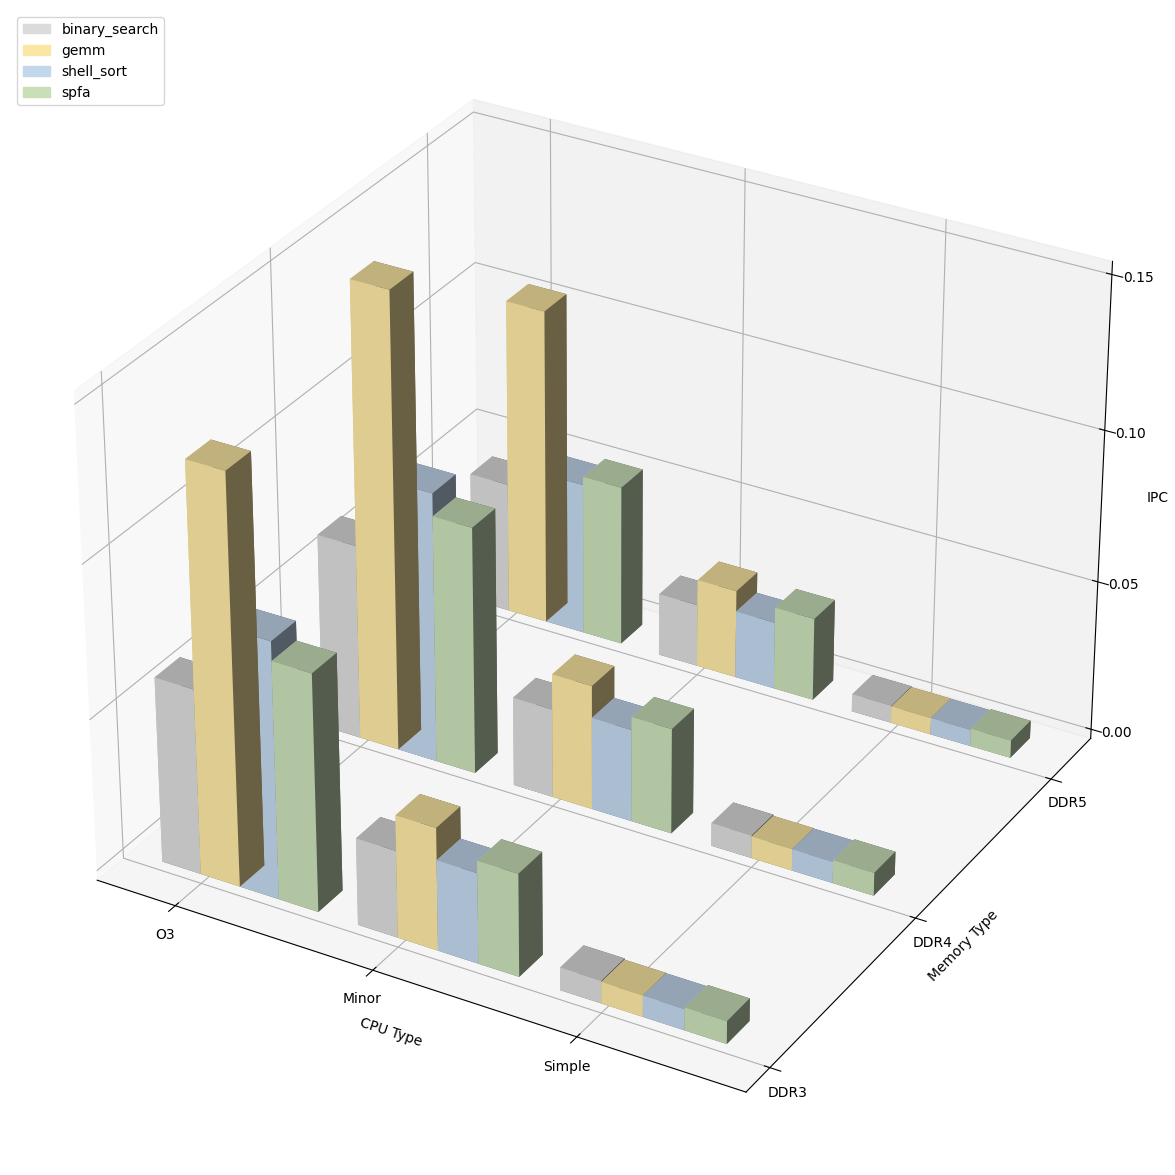 binary_search
gemm
shell_sort
spfa
0.15
0.10
IPC
0.05
0.00
DDR5
DDR4
Memory Type
DDR3
O3
Minor
CPU Type
Simple